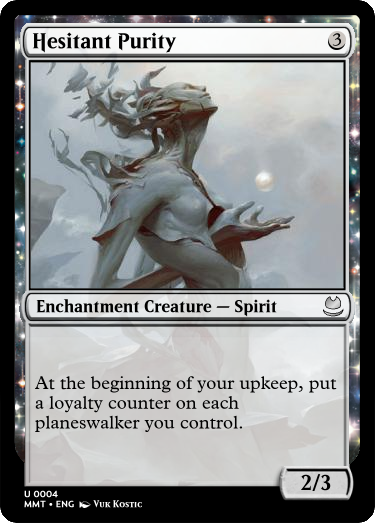 Hesitant Purity 3
Enchantment Creature — Spirit
At the beginning of your upkeep, put
a loyalty counter on each
planeswalker you control.
2/3
U 0004
MMT • ENG Vuk Kostic